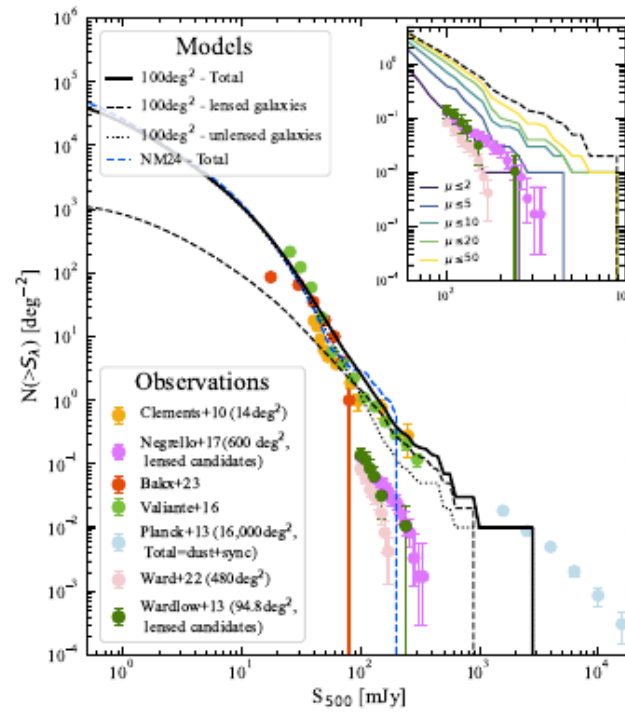 10⁶
10⁵
10⁴
10³
10²
10¹
10⁰
10⁻¹
10⁻²
10⁻³
10⁻⁴
N(>S_λ) [deg⁻²]
Models
100deg² - Total
100deg² - lensed galaxies
100deg² - unlensed galaxies
NM24 - Total
10⁰
10⁻¹
10⁻²
10⁻³
10⁻⁴
μ≤2
μ≤5
μ≤10
μ≤20
μ≤50
10²
Observations
Clements+10 (14deg²)
Negrello+17(600 deg²,
lensed candidates)
Bakx+23
Valiante+16
Planck+13 (16,000deg²,
Total=dust+sync)
Ward+22 (480deg²)
Wardlow+13 (94.8deg²,
lensed candidates)
10⁰
10¹
10²
10³
10⁴
S₅₀₀ [mJy]